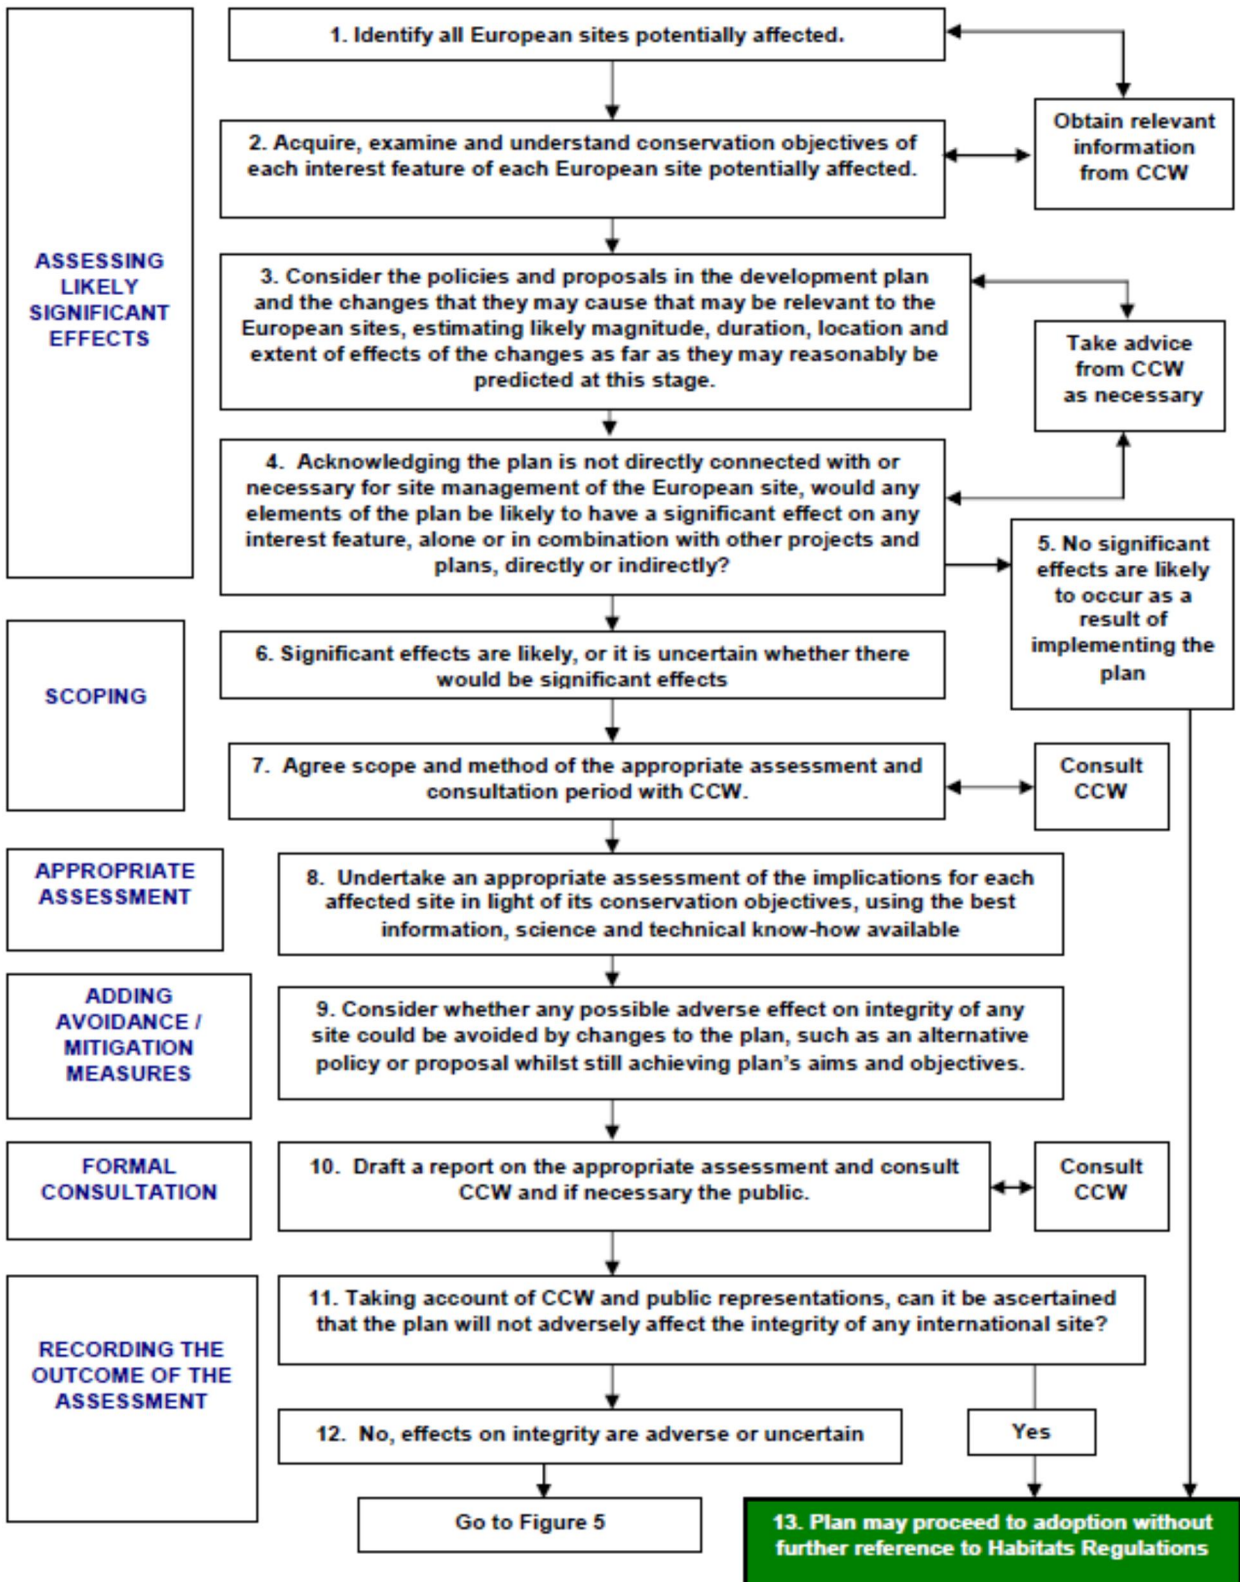 1. Identify all European sites potentially affected.
Obtain relevant
information
from CCW
2. Acquire, examine and understand conservation objectives of
each interest feature of each European site potentially affected.
ASSESSING
LIKELY
SIGNIFICANT
EFFECTS
3. Consider the policies and proposals in the development plan
and the changes that they may cause that may be relevant to the
European sites, estimating likely magnitude, duration, location and
extent of effects of the changes as far as they may reasonably be
predicted at this stage.
Take advice
from CCW
as necessary
4. Acknowledging the plan is not directly connected with or
necessary for site management of the European site, would any
elements of the plan be likely to have a significant effect on any
interest feature, alone or in combination with other projects and
plans, directly or indirectly?
5. No significant
effects are likely
to occur as a
result of
implementing the
plan
SCOPING
6. Significant effects are likely, or it is uncertain whether there
would be significant effects
7. Agree scope and method of the appropriate assessment and
consultation period with CCW.
Consult
CCW
APPROPRIATE
ASSESSMENT
8. Undertake an appropriate assessment of the implications for each
affected site in light of its conservation objectives, using the best
information, science and technical know-how available
ADDING
AVOIDANCE /
MITIGATION
MEASURES
9. Consider whether any possible adverse effect on integrity of any
site could be avoided by changes to the plan, such as an alternative
policy or proposal whilst still achieving plan's aims and objectives.
FORMAL
CONSULTATION
10. Draft a report on the appropriate assessment and consult
CCW and if necessary the public.
Consult
CCW
RECORDING THE
OUTCOME OF THE
ASSESSMENT
11. Taking account of CCW and public representations, can it be ascertained
that the plan will not adversely affect the integrity of any international site?
12. No, effects on integrity are adverse or uncertain
Yes
Go to Figure 5
13. Plan may proceed to adoption without
further reference to Habitats Regulations